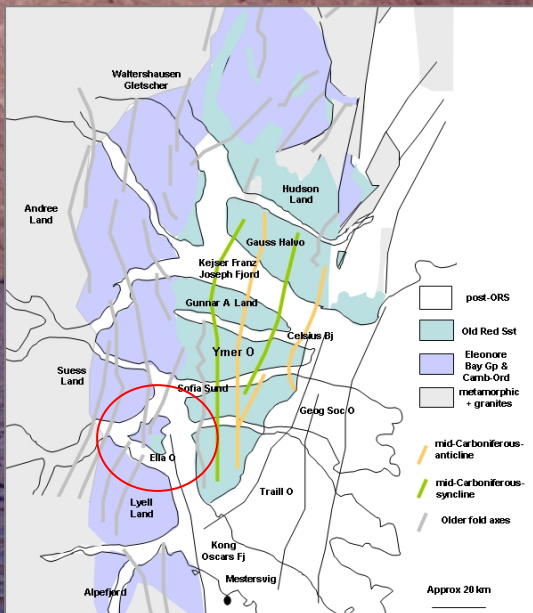 Waltershausen
Gletscher
Hudson
Land
Andree
Land
Gauss Halvo
Kejser Franz
Joseph Fjord
Gunnar A Land
Celsius Bj
Ymer O
Suess
Land
Sofia Sund
Geog Soc O
Ella O
Traill O
Lyell
Land
Kong
Oscars Fj
Mestersvig
Alpefjord
post-ORS
Old Red Sst
Eleonore
Bay Gp &
Camb-Ord
metamorphic
+ granites
mid-Carboniferous-
anticline
mid-Carboniferous-
syncline
Older fold axes
Approx 20 km